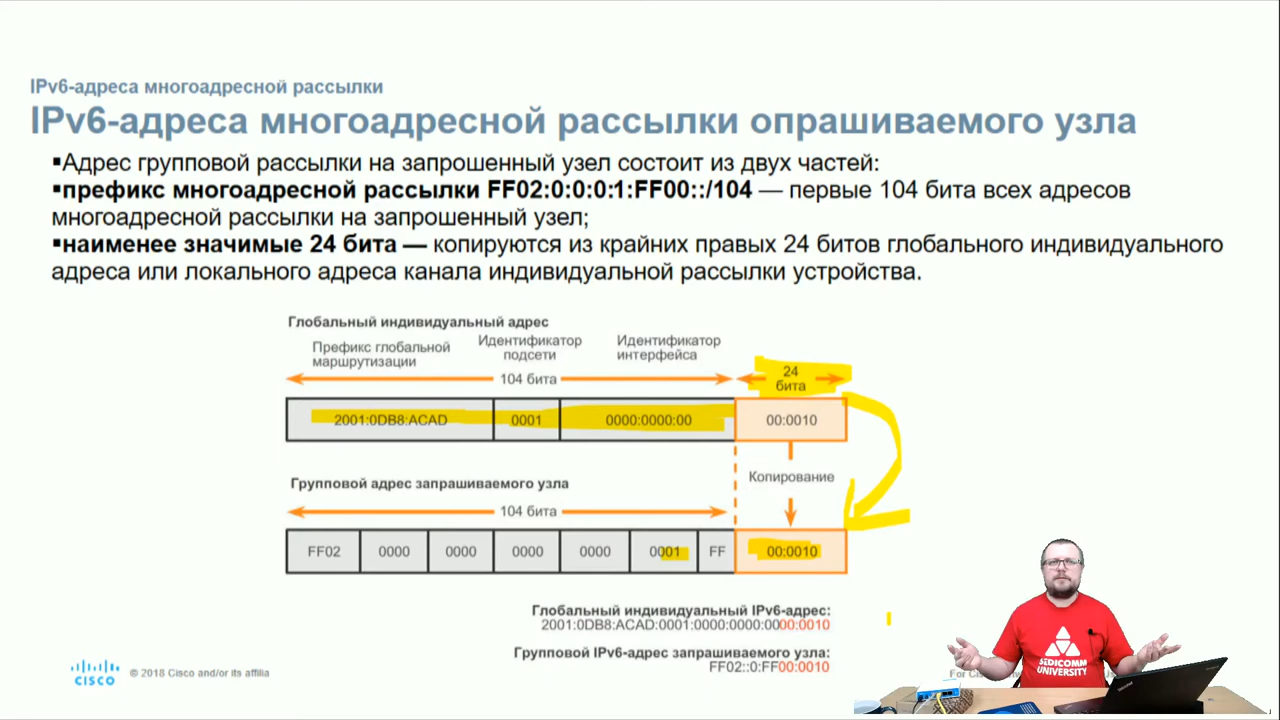 IPv6-адреса многоадресной рассылки
IPv6-адреса многоадресной рассылки опрашиваемого узла
▪Адрес групповой рассылки на запрошенный узел состоит из двух частей:
▪префикс многоадресной рассылки FF02:0:0:0:1:FF00::/104 — первые 104 бита всех адресов
многоадресной рассылки на запрошенный узел;
▪наименее значимые 24 бита — копируются из крайних правых 24 битов глобального индивидуального
адреса или локального адреса канала индивидуальной рассылки устройства.
Глобальный индивидуальный адрес
Префикс глобальной
маршрутизации
Идентификатор
подсети
Идентификатор
интерфейса
104 бита
24
бита
2001:0DB8:ACAD 0001 0000:0000:00 00:0010
Копирование
Групповой адрес запрашиваемого узла
104 бита
FF02 0000 0000 0000 0000 0001 FF 00:0010
Глобальный индивидуальный IPv6-адрес:
2001:0DB8:ACAD:0001:0000:0000:0000:0010
Групповой IPv6-адрес запрашиваемого узла:
FF02::0:FF00:0010
CISCO
© 2018 Cisco and/or its affilia
For Cis
SEDICOMM
UNIVERSITY